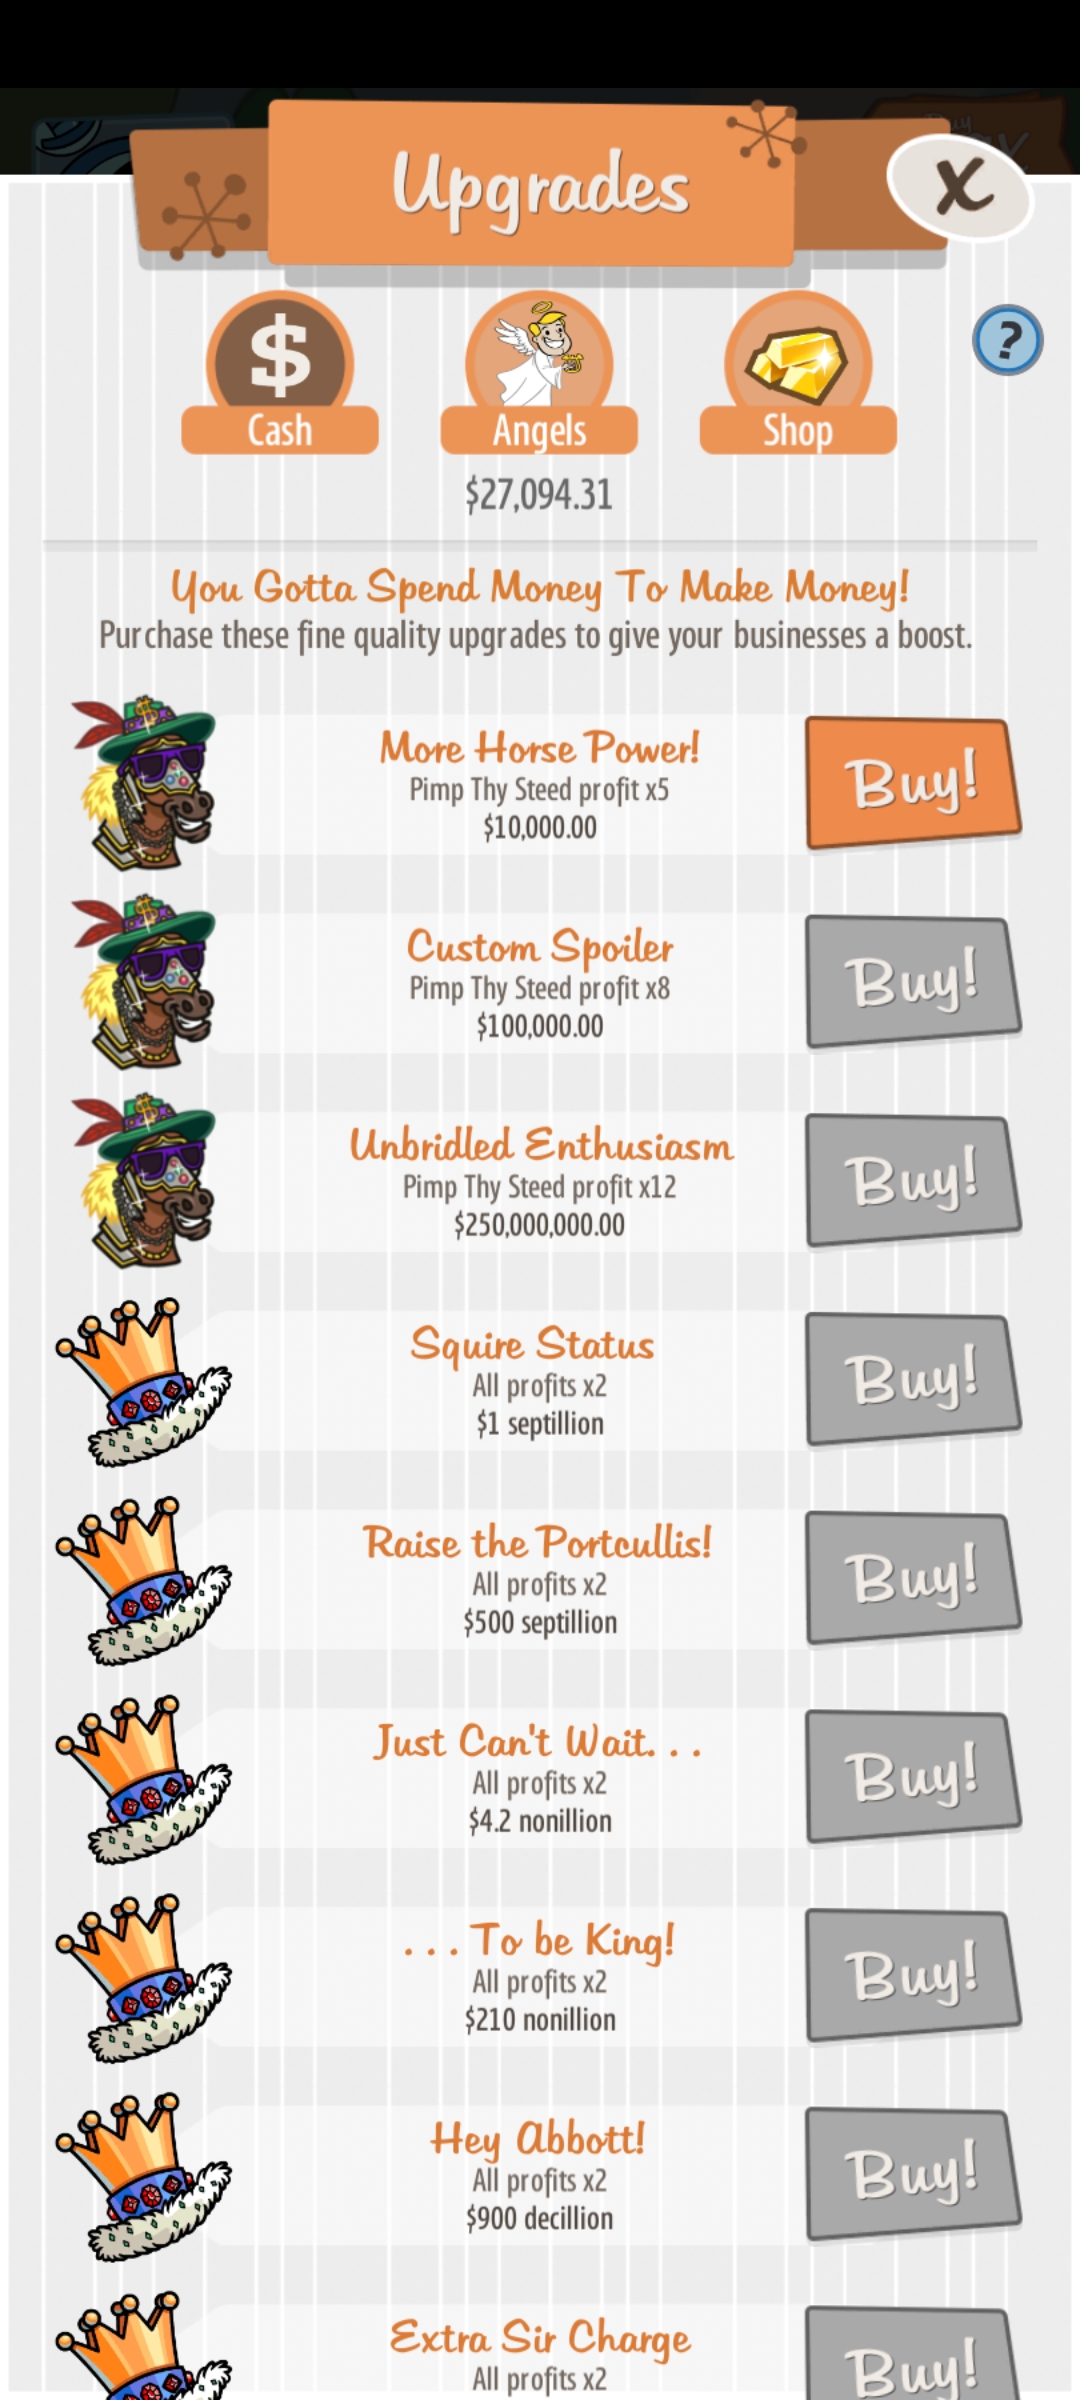 Upgrades
X
$
Cash
Angels
Shop
?
$27,094.31
You Gotta Spend Money To Make Money!
Purchase these fine quality upgrades to give your businesses a boost.
More Horse Power!
Pimp Thy Steed profit x5
$10,000.00
Buy!
Custom Spoiler
Pimp Thy Steed profit x8
$100,000.00
Buy!
Unbridled Enthusiasm
Pimp Thy Steed profit x12
$250,000,000.00
Buy!
Squire Status
All profits x2
$1 septillion
Buy!
Raise the Portcullis!
All profits x2
$500 septillion
Buy!
Just Can't Wait. . .
All profits x2
$4.2 nonillion
Buy!
. . . To be King!
All profits x2
$210 nonillion
Buy!
Hey Abbott!
All profits x2
$900 decillion
Buy!
Extra Sir Charge
All profits x2
Buy!